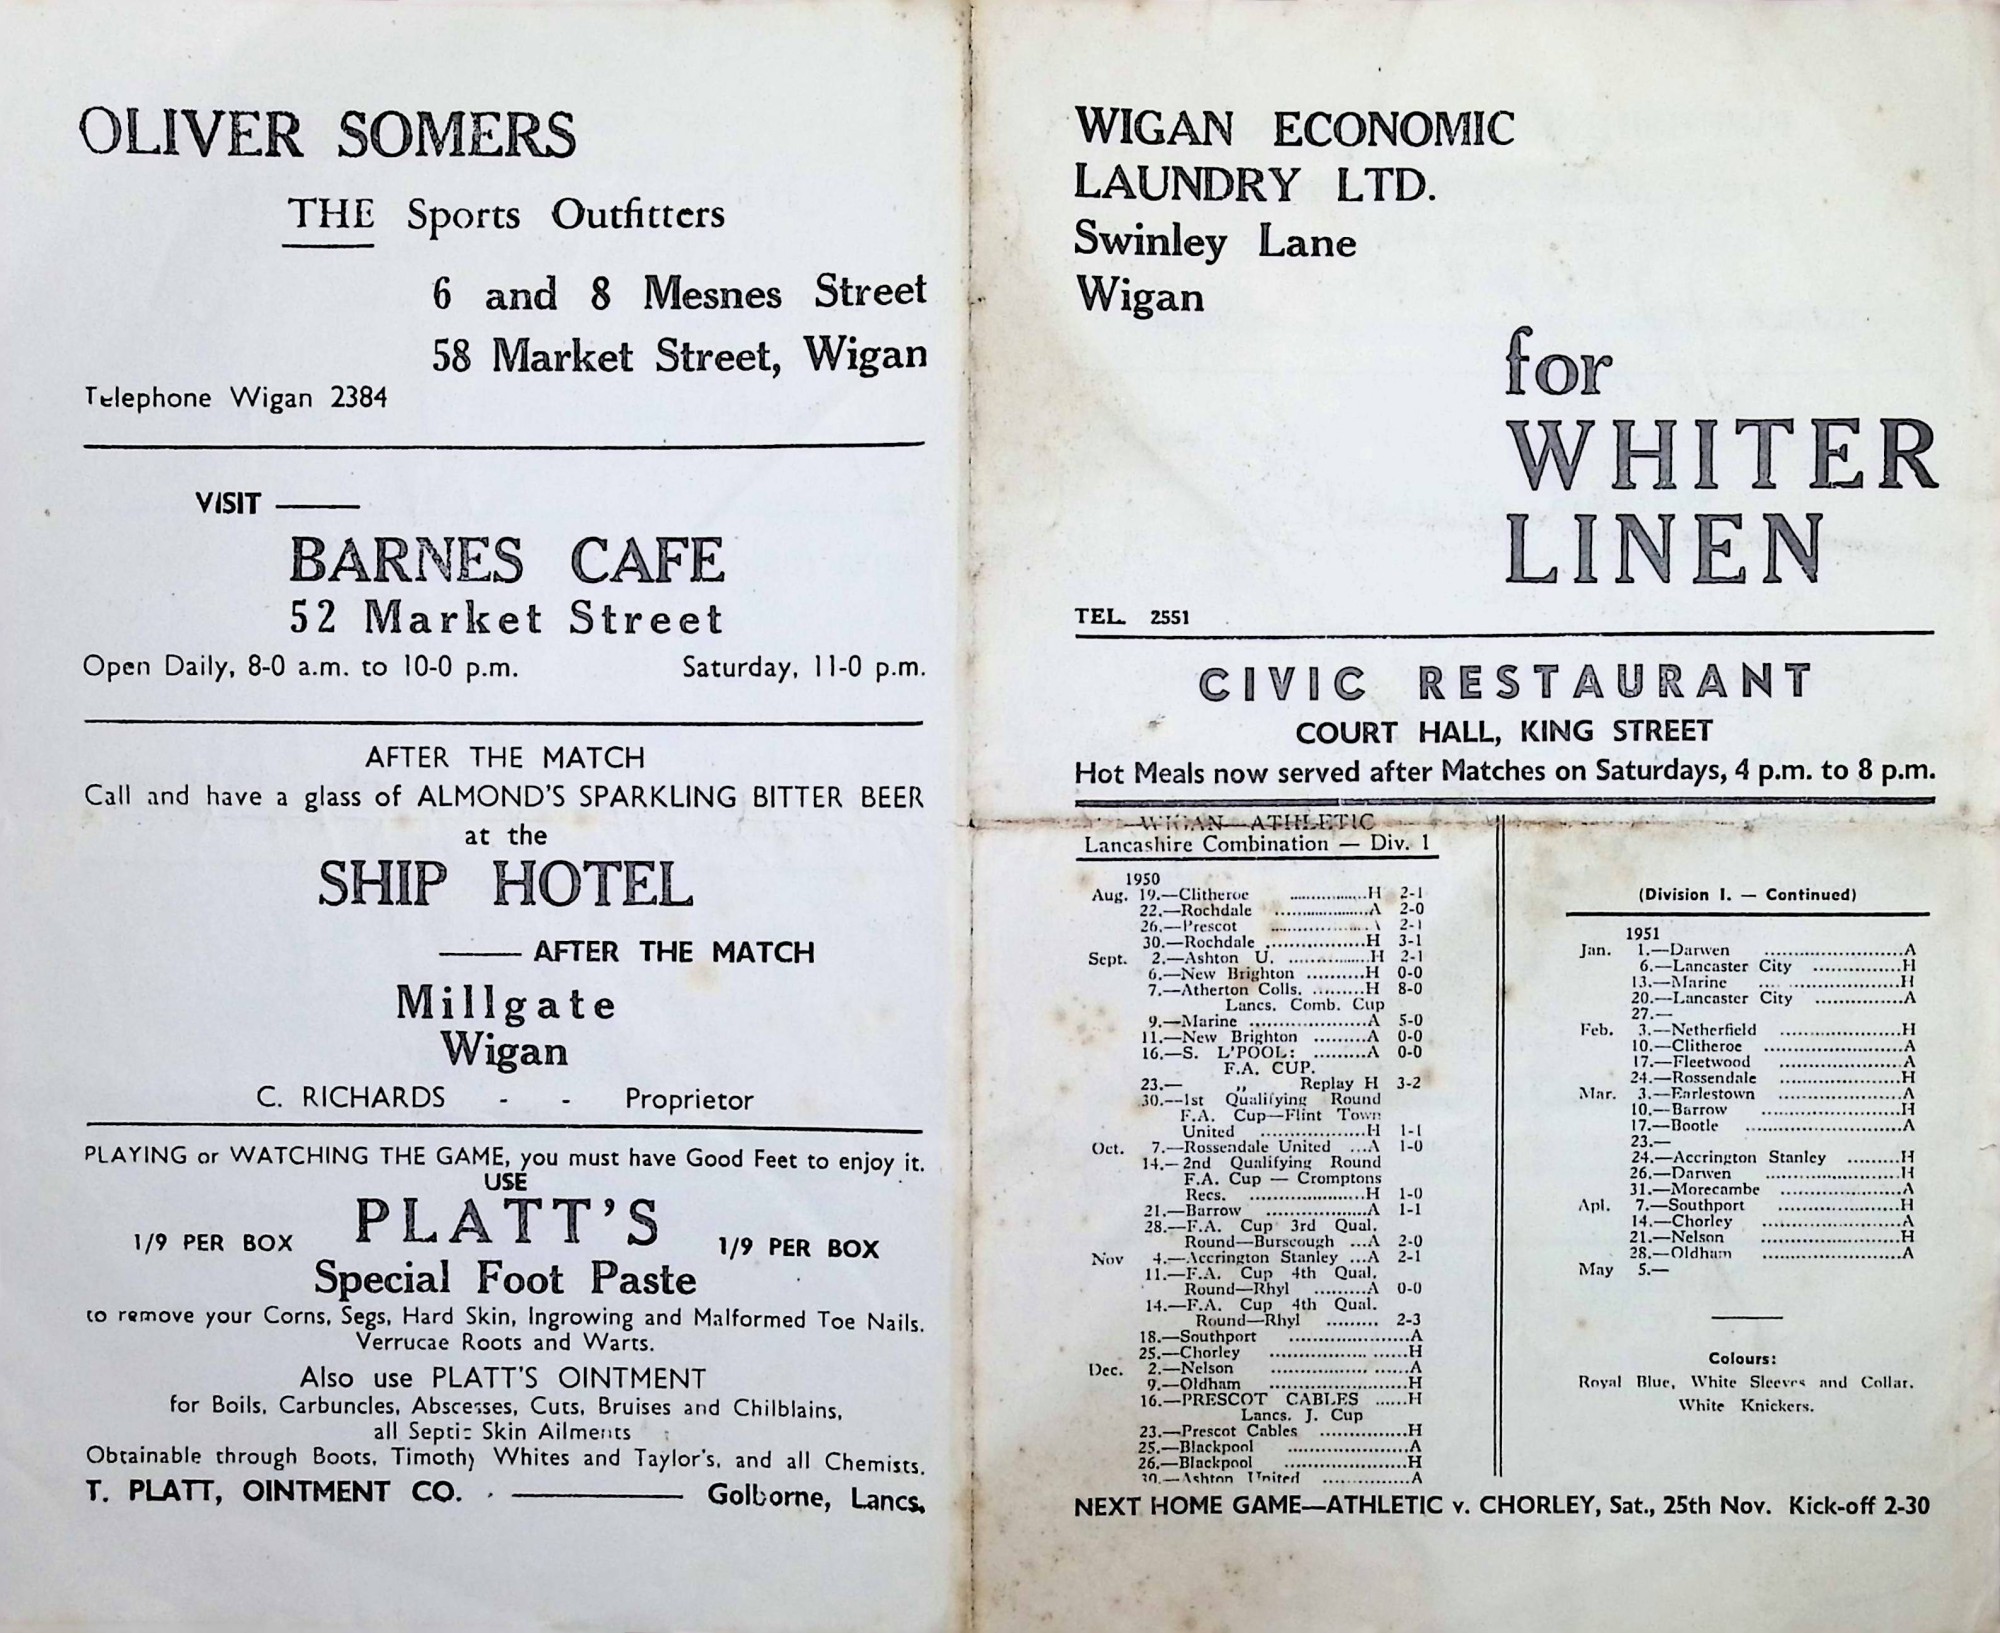 OLIVER SOMERS
THE Sports Outfitters
6 and 8 Mesnes Street
58 Market Street, Wigan
Telephone Wigan 2384
VISIT ——
BARNES CAFE
52 Market Street
Open Daily, 8-0 a.m. to 10-0 p.m. Saturday, 11-0 p.m.
AFTER THE MATCH
Call and have a glass of ALMOND'S SPARKLING BITTER BEER
at the
SHIP HOTEL
—— AFTER THE MATCH
Millgate
Wigan
C. RICHARDS - - Proprietor
PLAYING or WATCHING THE GAME, you must have Good Feet to enjoy it.
USE
PLATT'S
1/9 PER BOX 1/9 PER BOX
Special Foot Paste
to remove your Corns, Segs, Hard Skin, Ingrowing and Malformed Toe Nails.
Verrucae Roots and Warts.
Also use PLATT'S OINTMENT
for Boils, Carbuncles, Abscesses, Cuts, Bruises and Chilblains,
all Septic Skin Ailments
Obtainable through Boots, Timothy Whites and Taylor's, and all Chemists.
T. PLATT, OINTMENT CO. —— Golborne, Lancs.
WIGAN ECONOMIC
LAUNDRY LTD.
Swinley Lane
Wigan
for
WHITER
LINEN
TEL. 2551
CIVIC RESTAURANT
COURT HALL, KING STREET
Hot Meals now served after Matches on Saturdays, 4 p.m. to 8 p.m.
WIGAN ATHLETIC
Lancashire Combination — Div. 1
1950
Aug. 19.—Clitheroe ..................H 2-1
22.—Rochdale ......................A 2-0
26.—Prescot ...................A 2-1
30.—Rochdale ..................H 3-1
Sept. 2.—Ashton U. .................H 2-1
6.—New Brighton ..........H 0-0
7.—Atherton Colls. .........H 8-0
Lancs. Comb. Cup
9.—Marine .....................A 5-0
11.—New Brighton .........A 0-0
16.—S. L'POOL: .........A 0-0
F.A. CUP.
23.— ,, Replay H 3-2
30.—1st Qualifying Round
F.A. Cup—Flint Town
United ...................H 1-1
Oct. 7.—Rossendale United ...A 1-0
14.—2nd Qualifying Round
F.A. Cup — Cromptons
Recs. .....................H 1-0
21.—Barrow ..................A 1-1
28.—F.A. Cup 3rd Qual.
Round—Burscough ...A 2-0
Nov 4.—Accrington Stanley ...A 2-1
11.—F.A. Cup 4th Qual.
Round—Rhyl .........A 0-0
14.—F.A. Cup 4th Qual.
Round—Rhyl ......... 2-3
18.—Southport ......................A
25.—Chorley .........................H
Dec. 2.—Nelson .........................A
9.—Oldham .........................H
16.—PRESCOT CABLES ......H
Lancs. J. Cup
23.—Prescot Cables ................H
25.—Blackpool ......................A
26.—Blackpool ......................H
30.—Ashton United ................A
(Division I. — Continued)
1951
Jan. 1.—Darwen .........................A
6.—Lancaster City ................H
13.—Marine .........................H
20.—Lancaster City ................A
27.—
Feb. 3.—Netherfield ......................H
10.—Clitheroe .........................A
17.—Fleetwood ......................A
24.—Rossendale ......................H
Mar. 3.—Earlestown ......................A
10.—Barrow .........................H
17.—Bootle ............................A
23.—
24.—Accrington Stanley .........H
26.—Darwen .........................H
31.—Morecambe ......................A
Apl. 7.—Southport ......................H
14.—Chorley .........................A
21.—Nelson .........................H
28.—Oldham .........................A
May 5.—
Colours:
Royal Blue, White Sleeves and Collar.
White Knickers.
NEXT HOME GAME—ATHLETIC v. CHORLEY, Sat., 25th Nov. Kick-off 2-30